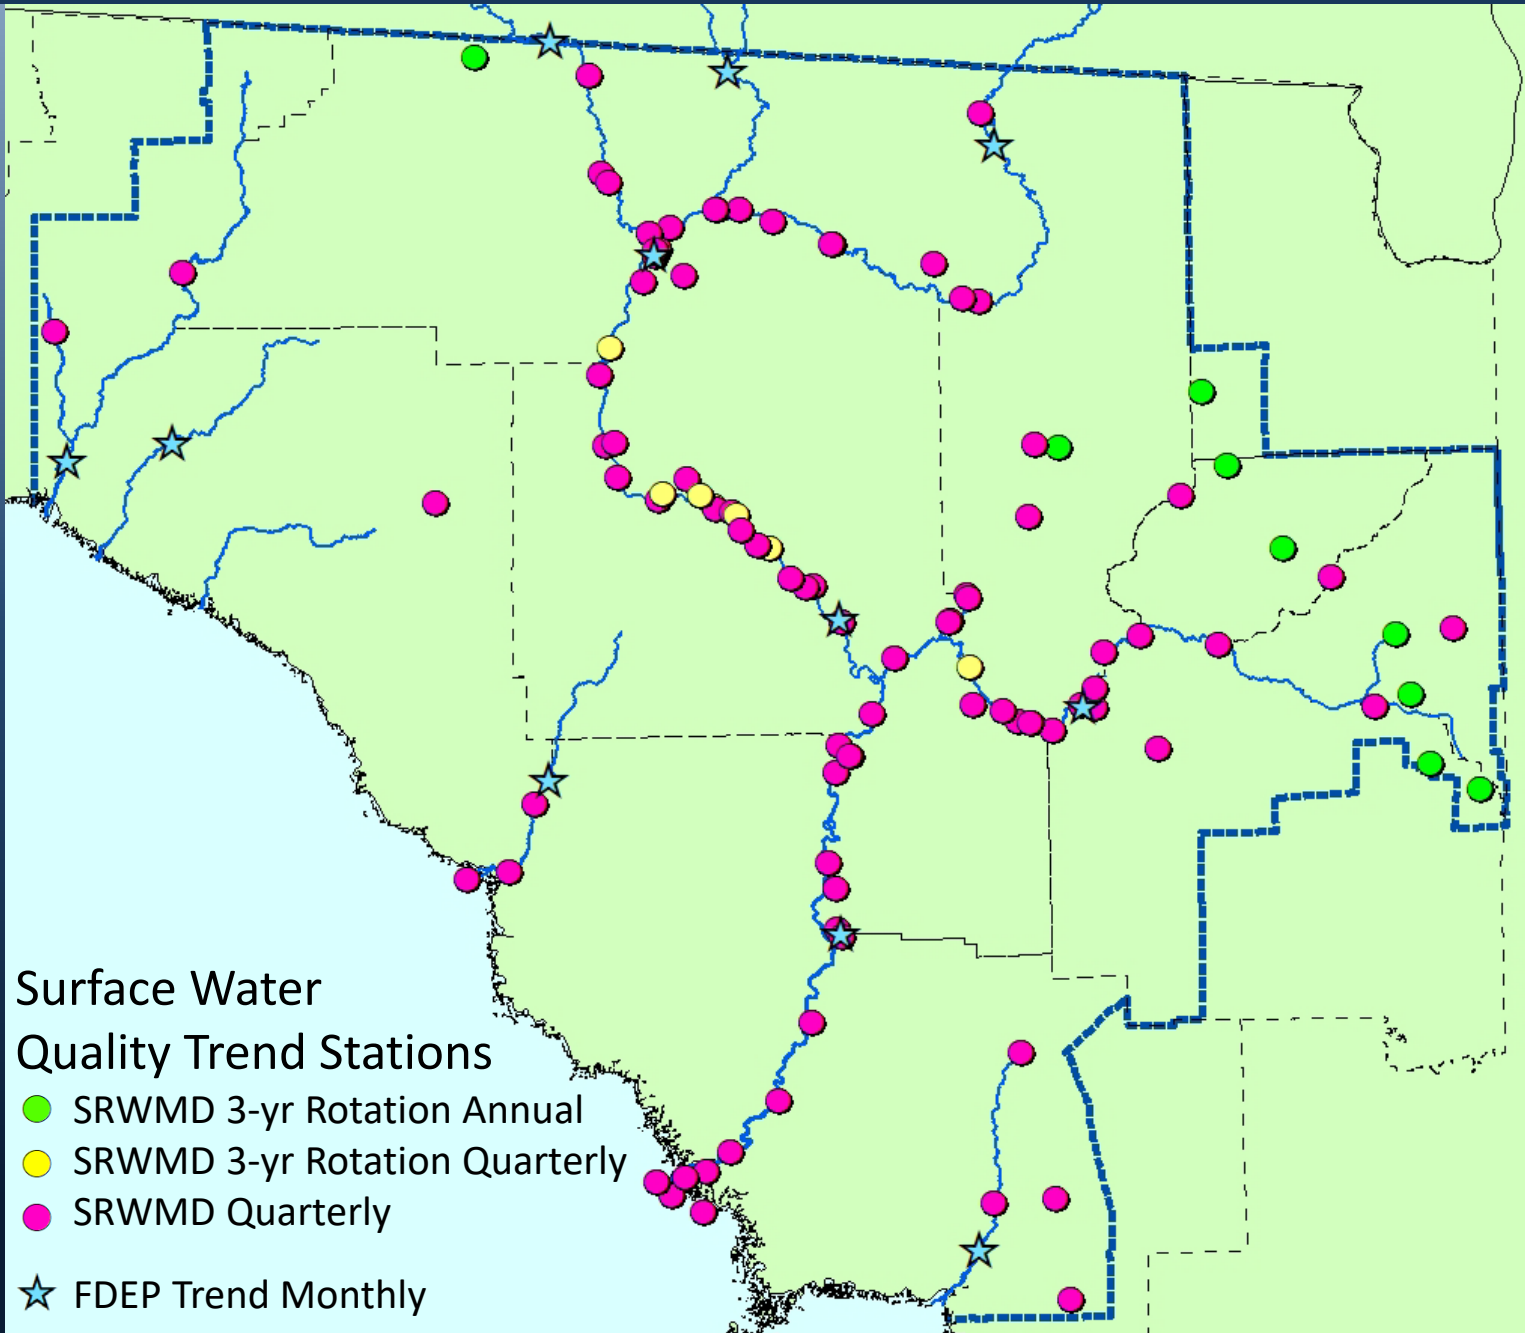 Surface Water
Quality Trend Stations
SRWMD 3-yr Rotation Annual
SRWMD 3-yr Rotation Quarterly
SRWMD Quarterly
FDEP Trend Monthly